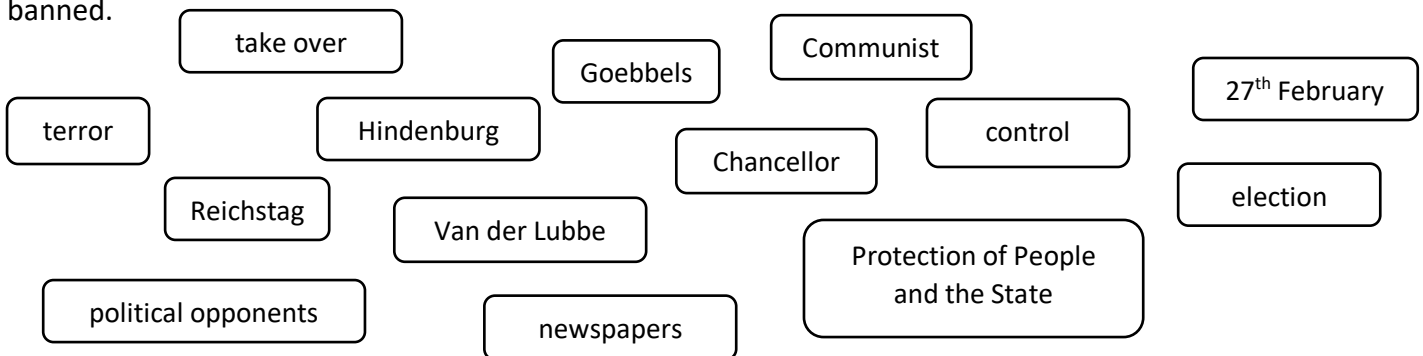 banned.
take over
Communist
Goebbels
27th February
terror
Hindenburg
control
Chancellor
Reichstag
election
Van der Lubbe
Protection of People
and the State
political opponents
newspapers